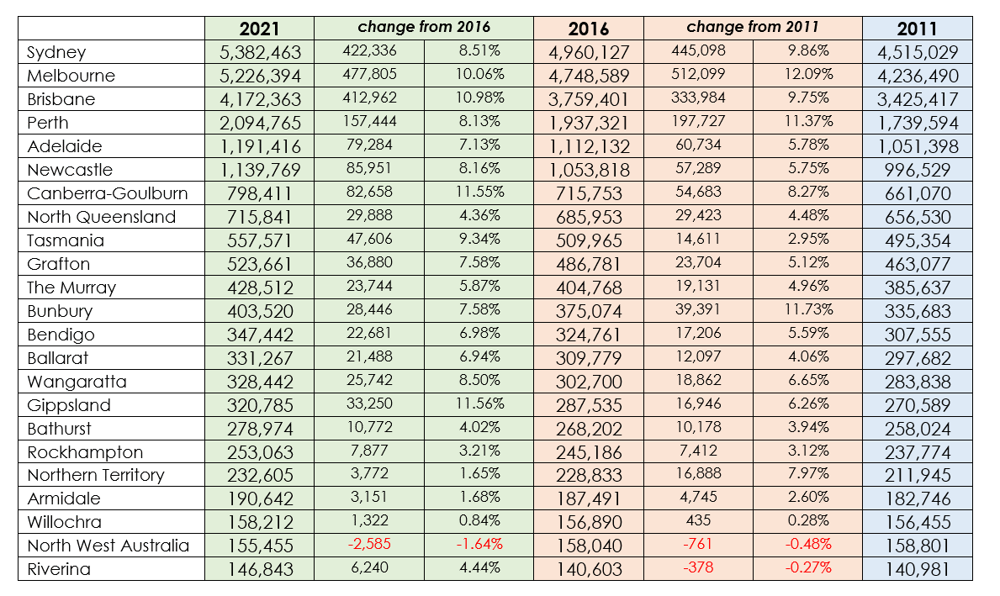 2021 change from 2016 2016 change from 2011 2011
Sydney 5,382,463 422,336 8.51% 4,960,127 445,098 9.86% 4,515,029
Melbourne 5,226,394 477,805 10.06% 4,748,589 512,099 12.09% 4,236,490
Brisbane 4,172,363 412,962 10.98% 3,759,401 333,984 9.75% 3,425,417
Perth 2,094,765 157,444 8.13% 1,937,321 197,727 11.37% 1,739,594
Adelaide 1,191,416 79,284 7.13% 1,112,132 60,734 5.78% 1,051,398
Newcastle 1,139,769 85,951 8.16% 1,053,818 57,289 5.75% 996,529
Canberra-Goulburn 798,411 82,658 11.55% 715,753 54,683 8.27% 661,070
North Queensland 715,841 29,888 4.36% 685,953 29,423 4.48% 656,530
Tasmania 557,571 47,606 9.34% 509,965 14,611 2.95% 495,354
Grafton 523,661 36,880 7.58% 486,781 23,704 5.12% 463,077
The Murray 428,512 23,744 5.87% 404,768 19,131 4.96% 385,637
Bunbury 403,520 28,446 7.58% 375,074 39,391 11.73% 335,683
Bendigo 347,442 22,681 6.98% 324,761 17,206 5.59% 307,555
Ballarat 331,267 21,488 6.94% 309,779 12,097 4.06% 297,682
Wangaratta 328,442 25,742 8.50% 302,700 18,862 6.65% 283,838
Gippsland 320,785 33,250 11.56% 287,535 16,946 6.26% 270,589
Bathurst 278,974 10,772 4.02% 268,202 10,178 3.94% 258,024
Rockhampton 253,063 7,877 3.21% 245,186 7,412 3.12% 237,774
Northern Territory 232,605 3,772 1.65% 228,833 16,888 7.97% 211,945
Armidale 190,642 3,151 1.68% 187,491 4,745 2.60% 182,746
Willochra 158,212 1,322 0.84% 156,890 435 0.28% 156,455
North West Australia 155,455 -2,585 -1.64% 158,040 -761 -0.48% 158,801
Riverina 146,843 6,240 4.44% 140,603 -378 -0.27% 140,981